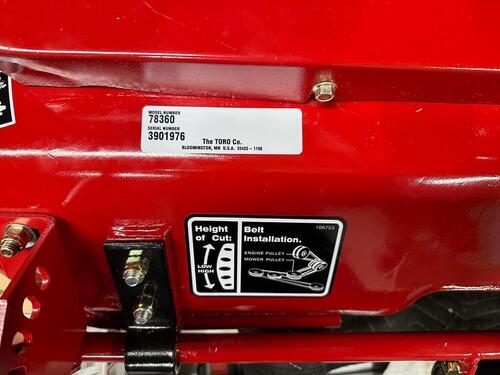 MODEL NUMBER
78360
SERIAL NUMBER
3901976
The TORO Co.
BLOOMINGTON, MN U.S.A. 55420 - 1196
106753
Height
of Cut:
LOW
HIGH
Belt
Installation.
ENGINE PULLEY
MOWER PULLEY